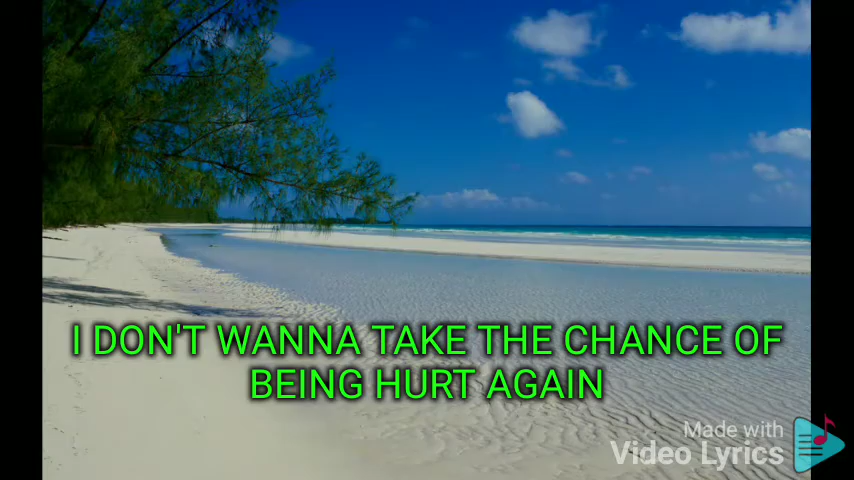 I DON'T WANNA TAKE THE CHANCE OF
BEING HURT AGAIN
Made with
Video Lyrics